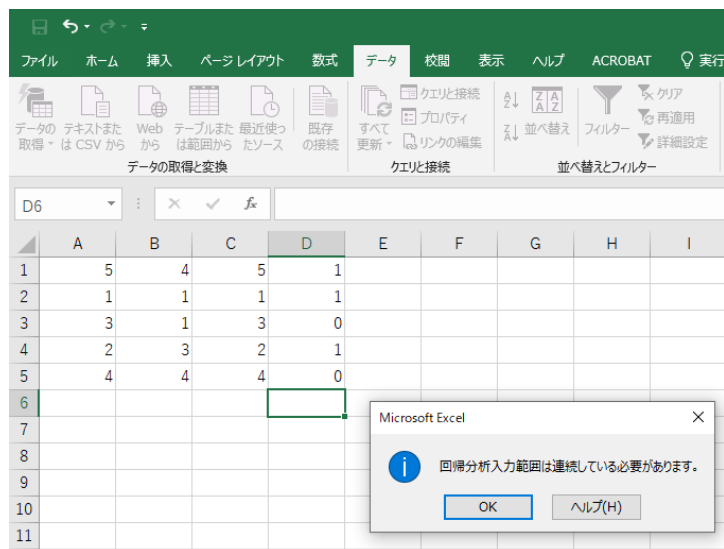 ファイル ホーム 挿入 ページ レイアウト 数式 データ 校閲 表示 ヘルプ ACROBAT 実行
データの取得 テキストまたは CSV から Web から テーブルまたは範囲から 最近使ったソース 既存の接続 すべて更新 クエリと接続 プロパティ リンクの編集 並べ替え フィルター クリア 再適用 詳細設定
データの取得と変換 クエリと接続 並べ替えとフィルター
D6 fx
A B C D E F G H I
1 5 4 5 1
2 1 1 1 1
3 3 1 3 0
4 2 3 2 1
5 4 4 4 0
6
7
8
9
10
11
Microsoft Excel
回帰分析入力範囲は連続している必要があります。
OK ヘルプ(H)